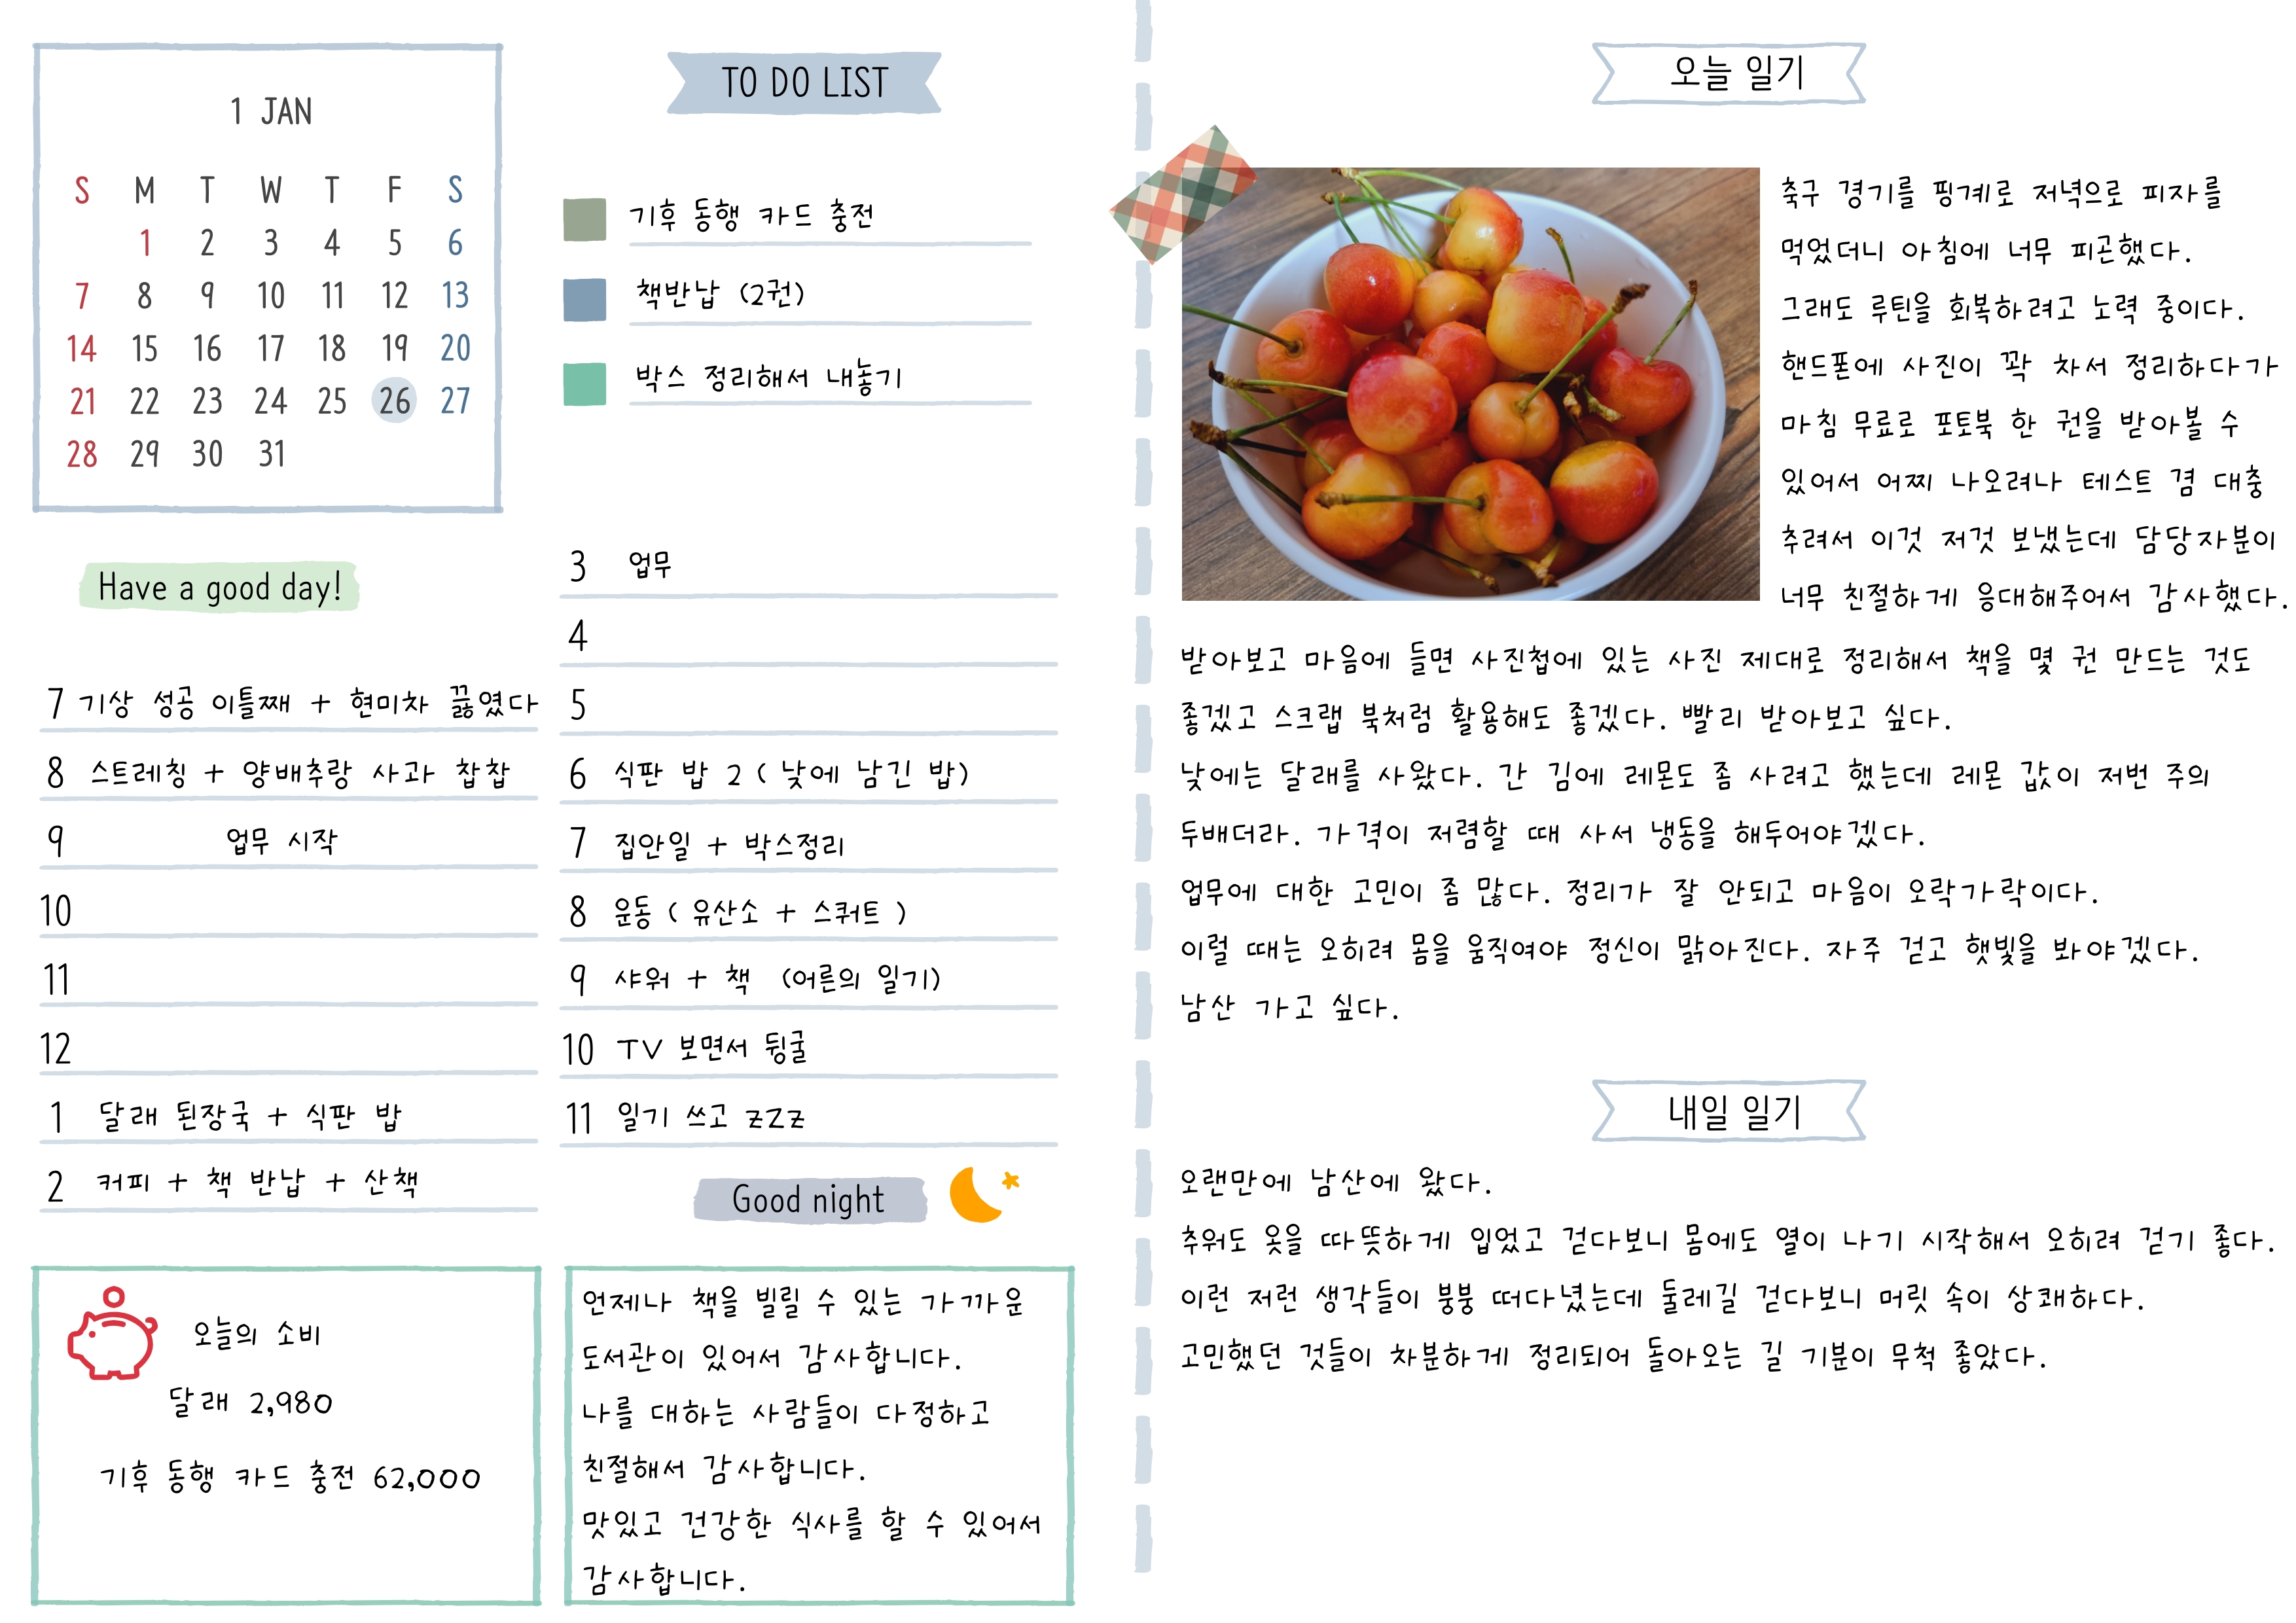 1 JAN
S M T W T F S
1 2 3 4 5 6
7 8 9 10 11 12 13
14 15 16 17 18 19 20
21 22 23 24 25 26 27
28 29 30 31
TO DO LIST
기후 동행 카드 충전
책반납 (2권)
박스 정리해서 내놓기
Have a good day!
7 기상 성공 이틀째 + 현미차 끓였다
8 스트레칭 + 양배추랑 사과 찹찹
9 업무 시작
10
11
12
1 달래 된장국 + 식판 밥
2 커피 + 책 반납 + 산책
3 업무
4
5
6 식판 밥 2 ( 낮에 남긴 밥)
7 집안일 + 박스정리
8 운동 ( 유산소 + 스쿼트 )
9 샤워 + 책 (어른의 일기)
10 TV 보면서 뒹굴
11 일기 쓰고 zZz
Good night
오늘의 소비
달래 2,980
기후 동행 카드 충전 62,000
언제나 책을 빌릴 수 있는 가까운
도서관이 있어서 감사합니다.
나를 대하는 사람들이 다정하고
친절해서 감사합니다.
맛있고 건강한 식사를 할 수 있어서
감사합니다.
오늘 일기
축구 경기를 핑계로 저녁으로 피자를
먹었더니 아침에 너무 피곤했다.
그래도 루틴을 회복하려고 노력 중이다.
핸드폰에 사진이 꽉 차서 정리하다가
마침 무료로 포토북 한 권을 받아볼 수
있어서 어찌 나오려나 테스트 겸 대충
추려서 이것 저것 보냈는데 담당자분이
너무 친절하게 응대해주어서 감사했다.
받아보고 마음에 들면 사진첩에 있는 사진 제대로 정리해서 책을 몇 권 만드는 것도
좋겠고 스크랩 북처럼 활용해도 좋겠다. 빨리 받아보고 싶다.
낮에는 달래를 사왔다. 간 김에 레몬도 좀 사려고 했는데 레몬 값이 저번 주의
두배더라. 가격이 저렴할 때 사서 냉동을 해두어야겠다.
업무에 대한 고민이 좀 많다. 정리가 잘 안되고 마음이 오락가락이다.
이럴 때는 오히려 몸을 움직여야 정신이 맑아진다. 자주 걷고 햇빛을 봐야겠다.
남산 가고 싶다.
내일 일기
오랜만에 남산에 왔다.
추워도 옷을 따뜻하게 입었고 걷다보니 몸에도 열이 나기 시작해서 오히려 걷기 좋다.
이런 저런 생각들이 붕붕 떠다녔는데 둘레길 걷다보니 머릿 속이 상쾌하다.
고민했던 것들이 차분하게 정리되어 돌아오는 길 기분이 무척 좋았다.